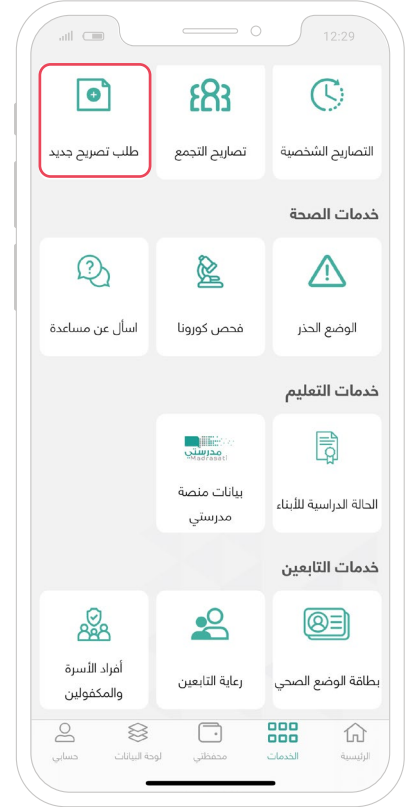 12:29
التصاريح الشخصية
تصاريح التجمع
طلب تصريح جديد
خدمات الصحة
الوضع الحذر
فحص كورونا
اسأل عن مساعدة
خدمات التعليم
مدرستي
Madrasati
الحالة الدراسية للأبناء
بيانات منصة
مدرستي
خدمات التابعين
بطاقة الوضع الصحي
رعاية التابعين
أفراد الأسرة
والمكفولين
الرئيسية
الخدمات
محفظتي
لوحة البيانات
حسابي